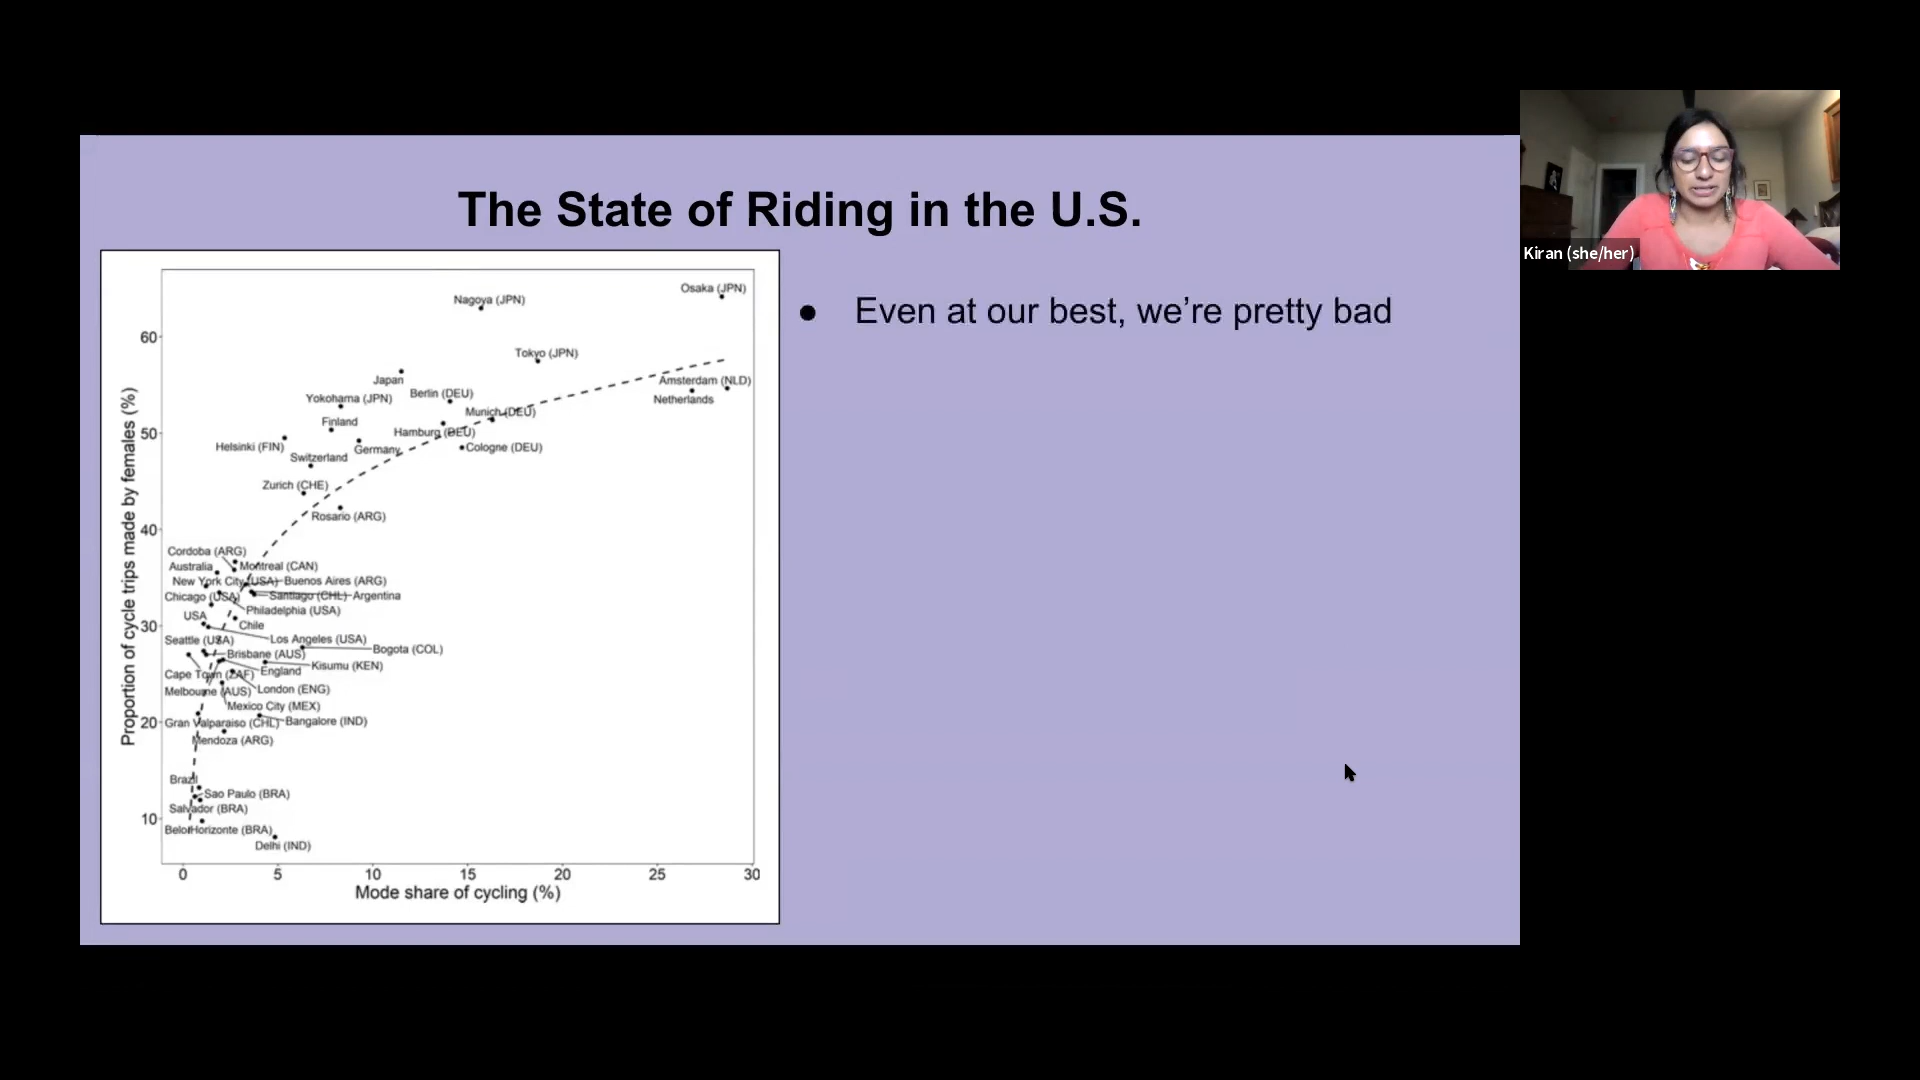 The State of Riding in the U.S.
Even at our best, we’re pretty bad
Kiran (she/her)
Proportion of cycle trips made by females (%)
60
50
40
30
20
10
Osaka (JPN)
Nagoya (JPN)
Tokyo (JPN)
Japan
Amsterdam (NLD)
Netherlands
Berlin (DEU)
Yokohama (JPN)
Munich (DEU)
Finland
Hamburg (DEU)
Helsinki (FIN)
Germany
Cologne (DEU)
Switzerland
Zurich (CHE)
Rosario (ARG)
Cordoba (ARG)
Australia
Montreal (CAN)
New York City (USA)
Buenos Aires (ARG)
Chicago (USA)
Santiago (CHL)
Argentina
Philadelphia (USA)
USA
Chile
Seattle (USA)
Los Angeles (USA)
Bogota (COL)
Brisbane (AUS)
Kisumu (KEN)
Cape Town (ZAF)
England
Melbourne (AUS)
London (ENG)
Mexico City (MEX)
Gran Valparaiso (CHL)
Bangalore (IND)
Mendoza (ARG)
Brazil
Sao Paulo (BRA)
Salvador (BRA)
Belo Horizonte (BRA)
Delhi (IND)
0 5 10 15 20 25 30
Mode share of cycling (%)